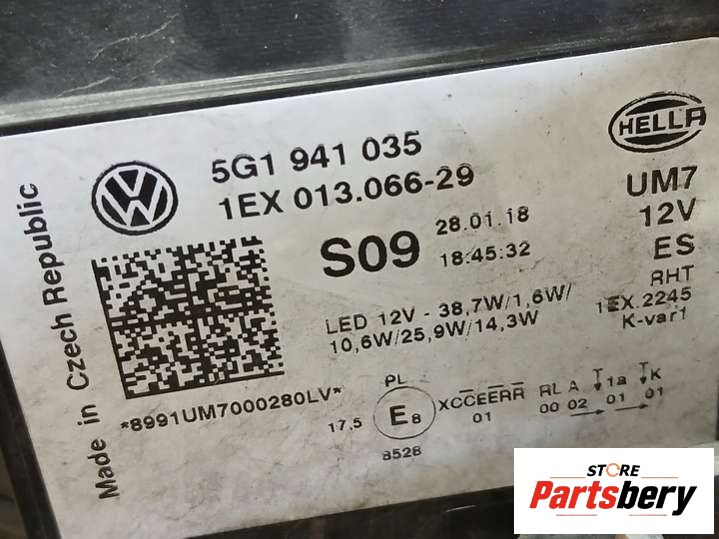 Made in Czech Republic
VW
5G1 941 035
1EX 013.066-29
S09
28.01.18
18:45:32
LED 12V - 38,7W/1,6W/
10,6W/25,9W/14,3W
HELLA
UM7
12V
ES
RHT
1EX.2245
K-var1
*8991UM7000280LV*
PL
17,5
E8
8528
XCCEERR
01
RL A 1a K
00 02 01 01
STORE
Partsbery